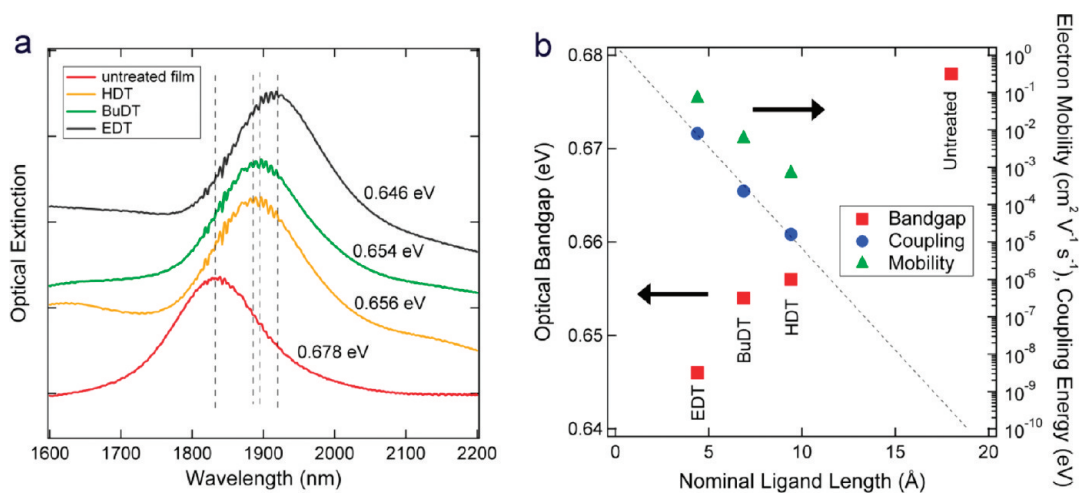 a
Optical Extinction
untreated film
HDT
BuDT
EDT
0.646 eV
0.654 eV
0.656 eV
0.678 eV
1600 1700 1800 1900 2000 2100 2200
Wavelength (nm)
b
Optical Bandgap (eV)
0.68
0.67
0.66
0.65
0.64
Untreated
Bandgap
Coupling
Mobility
EDT
BuDT
HDT
0 5 10 15 20
Nominal Ligand Length (Å)
10⁰
10⁻¹
10⁻²
10⁻³
10⁻⁴
10⁻⁵
10⁻⁶
10⁻⁷
10⁻⁸
10⁻⁹
10⁻¹⁰
Electron Mobility (cm² V⁻¹ s⁻¹), Coupling Energy (eV)